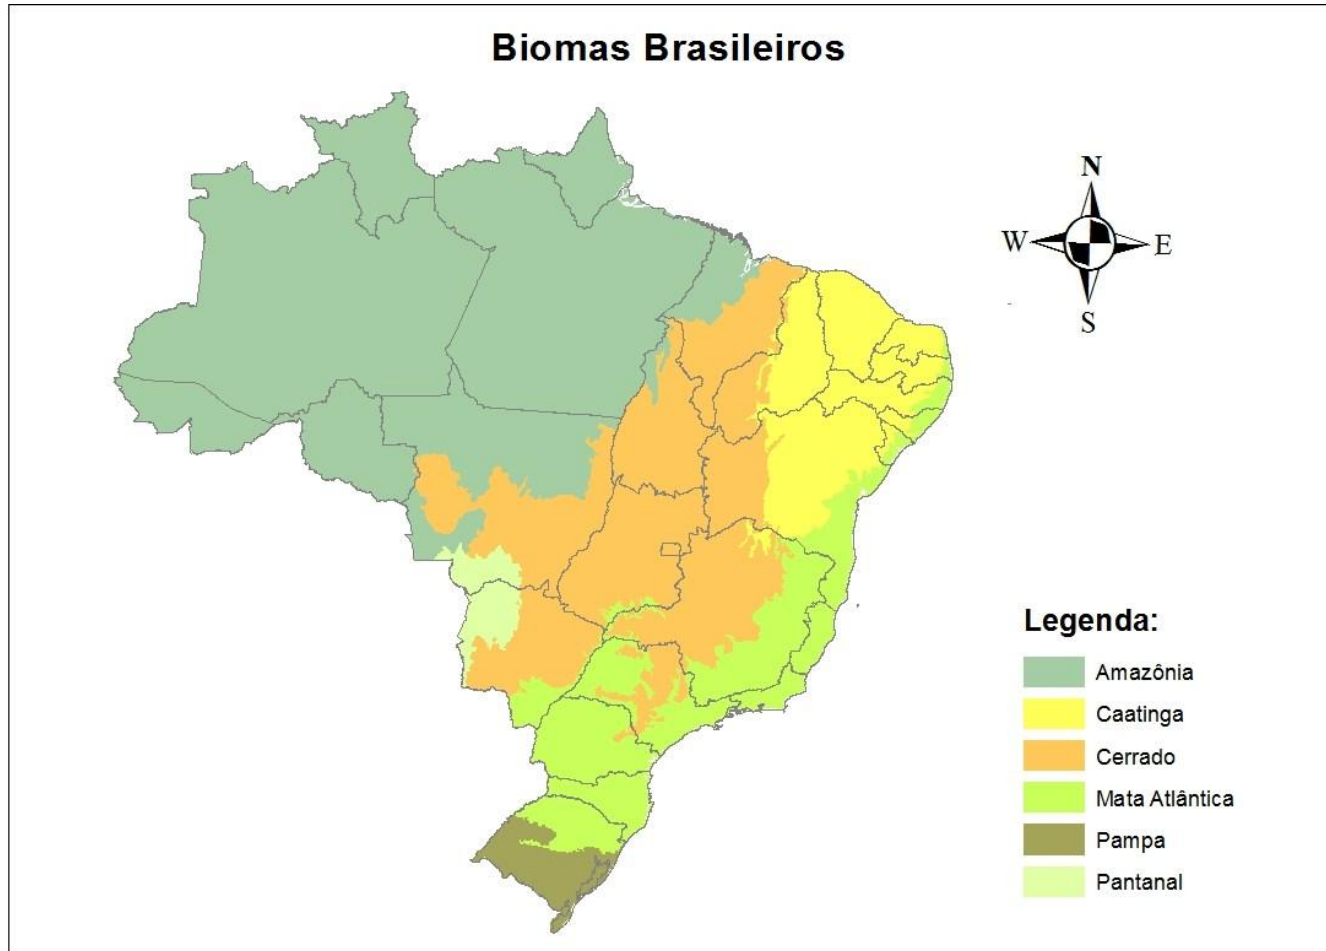 Biomas Brasileiros
N
W E
S
Legenda:
Amazônia
Caatinga
Cerrado
Mata Atlântica
Pampa
Pantanal